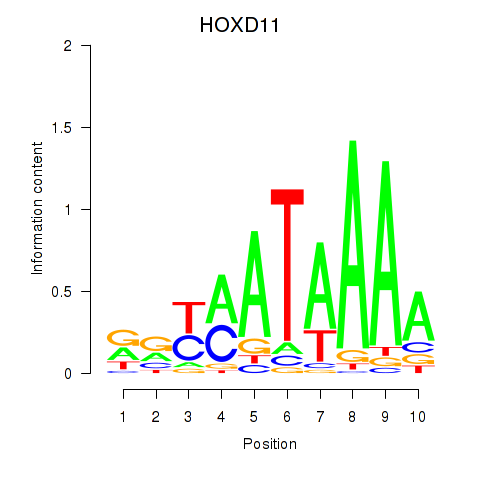 HOXD11
2
1.5
1
0.5
0
Information content
G A T C
G A C T
T C A G
A C G T
A G T C
T A C G
A T C G
A G T C
A T G C
A C G T
1 2 3 4 5 6 7 8 9 10
Position